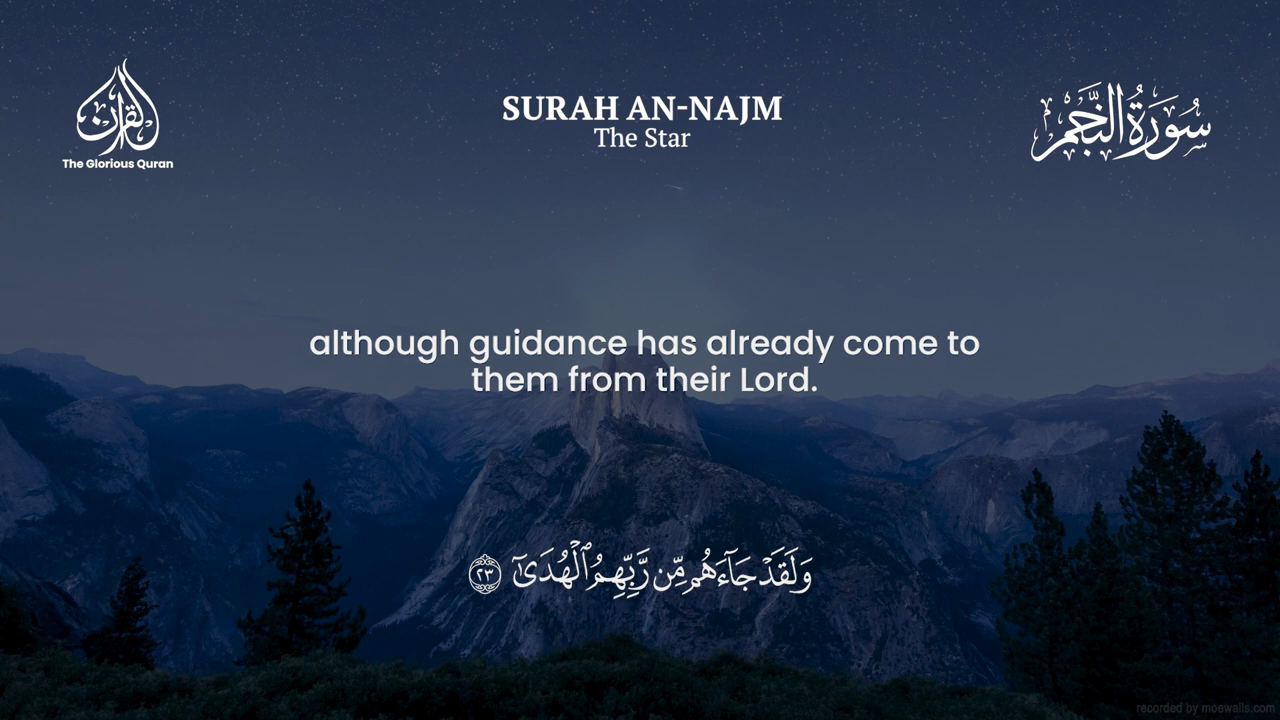 القرآن
The Glorious Quran
SURAH AN-NAJM
The Star
سُورَةُ النَّجْمِ
although guidance has already come to
them from their Lord.
وَلَقَدْ جَآءَهُم مِّن رَّبِّهِمُ ٱلْهُدَىٰٓ ٢٣
recorded by moewalls.com